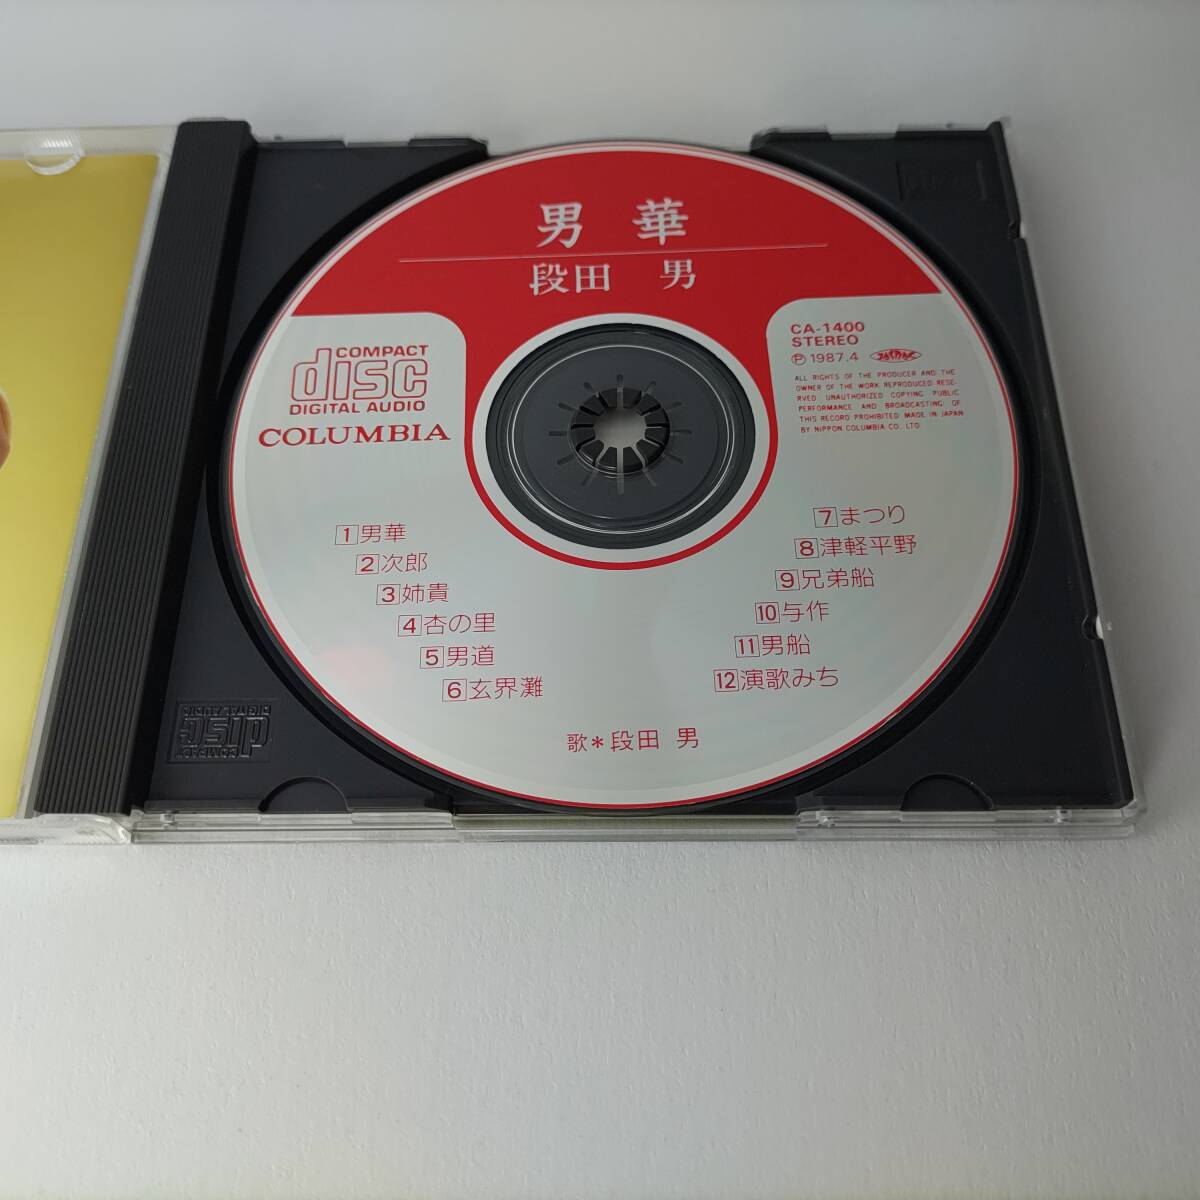 男 華
段田 男
COMPACT
disc
DIGITAL AUDIO
COLUMBIA
CA-1400
STEREO
Ⓟ 1987.4
ALL RIGHTS OF THE PRODUCER AND THE
OWNER OF THE WORK REPRODUCED RESE-
RVED UNAUTHORIZED COPYING PUBLIC
PERFORMANCE AND BROADCASTING OF
THIS RECORD PROHIBITED MADE IN JAPAN
BY NIPPON COLUMBIA CO. LTD
1 男華
2 次郎
3 姉貴
4 杏の里
5 男道
6 玄界灘
7 まつり
8 津軽平野
9 兄弟船
10 与作
11 男船
12 演歌みち
歌*段田 男
COMPACT
disc
DIGITAL AUDIO